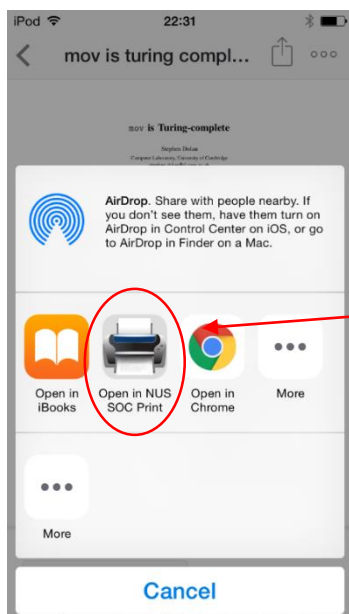 iPod 22:31
mov is turing compl...
mov is Turing-complete
Stephen Dolan
Computer Laboratory, University of Cambridge
AirDrop. Share with people nearby. If
you don't see them, have them turn on
AirDrop in Control Center on iOS, or go
to AirDrop in Finder on a Mac.
Open in
iBooks
Open in NUS
SOC Print
Open in
Chrome
More
More
Cancel